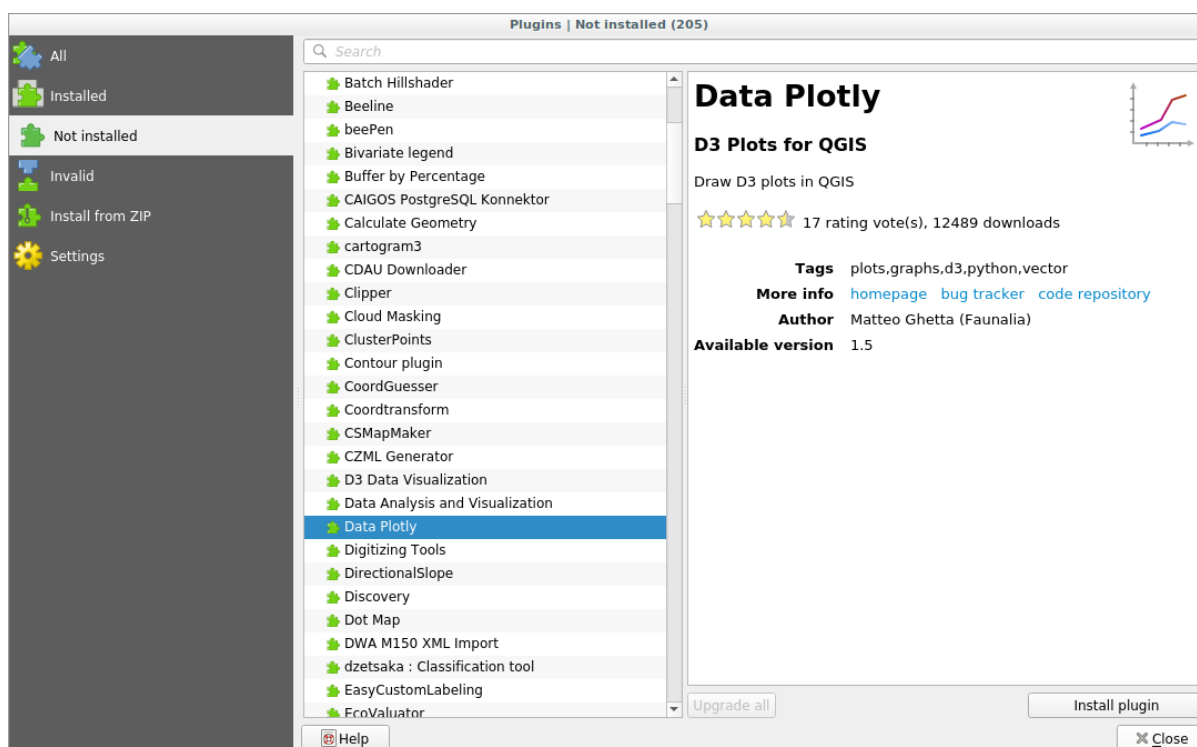 Plugins | Not installed (205)
All
Installed
Not installed
Invalid
Install from ZIP
Settings
Search
Batch Hillshader
Beeline
beePen
Bivariate legend
Buffer by Percentage
CAIGOS PostgreSQL Konnektor
Calculate Geometry
cartogram3
CDAU Downloader
Clipper
Cloud Masking
ClusterPoints
Contour plugin
CoordGuesser
Coordtransform
CSMapMaker
CZML Generator
D3 Data Visualization
Data Analysis and Visualization
Data Plotly
Digitizing Tools
DirectionalSlope
Discovery
Dot Map
DWA M150 XML Import
dzetsaka : Classification tool
EasyCustomLabeling
EcoValuator
Data Plotly
D3 Plots for QGIS
Draw D3 plots in QGIS
17 rating vote(s), 12489 downloads
Tags plots,graphs,d3,python,vector
More info homepage bug tracker code repository
Author Matteo Ghetta (Faunalia)
Available version 1.5
Upgrade all
Install plugin
Help
Close